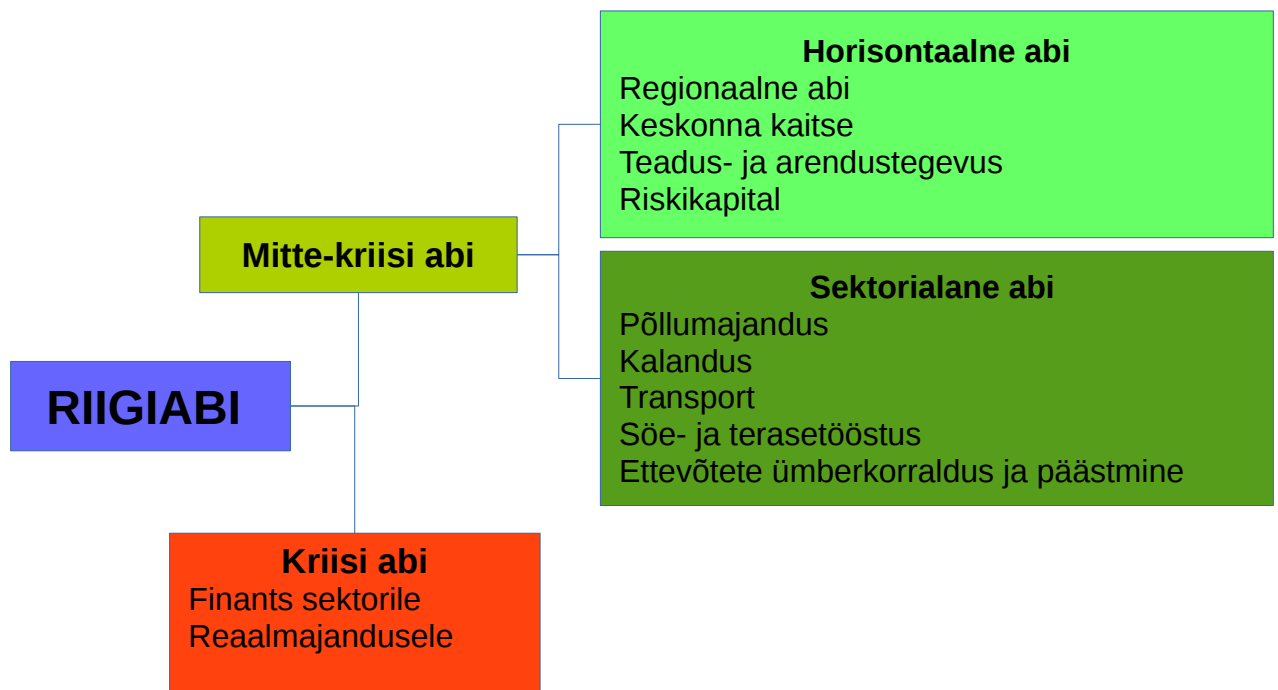 Horisontaalne abi
Regionaalne abi
Keskonna kaitse
Teadus- ja arendustegevus
Riskikapital
Mitte-kriisi abi
Sektorialane abi
Põllumajandus
Kalandus
Transport
Söe- ja terasetööstus
Ettevõtete ümberkorraldus ja päästmine
RIIGIABI
Kriisi abi
Finants sektorile
Reaalmajandusele